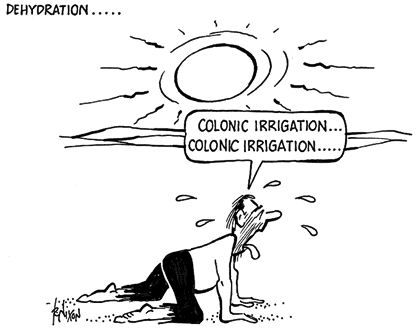 DEHYDRATION.....
COLONIC IRRIGATION...
COLONIC IRRIGATION.....